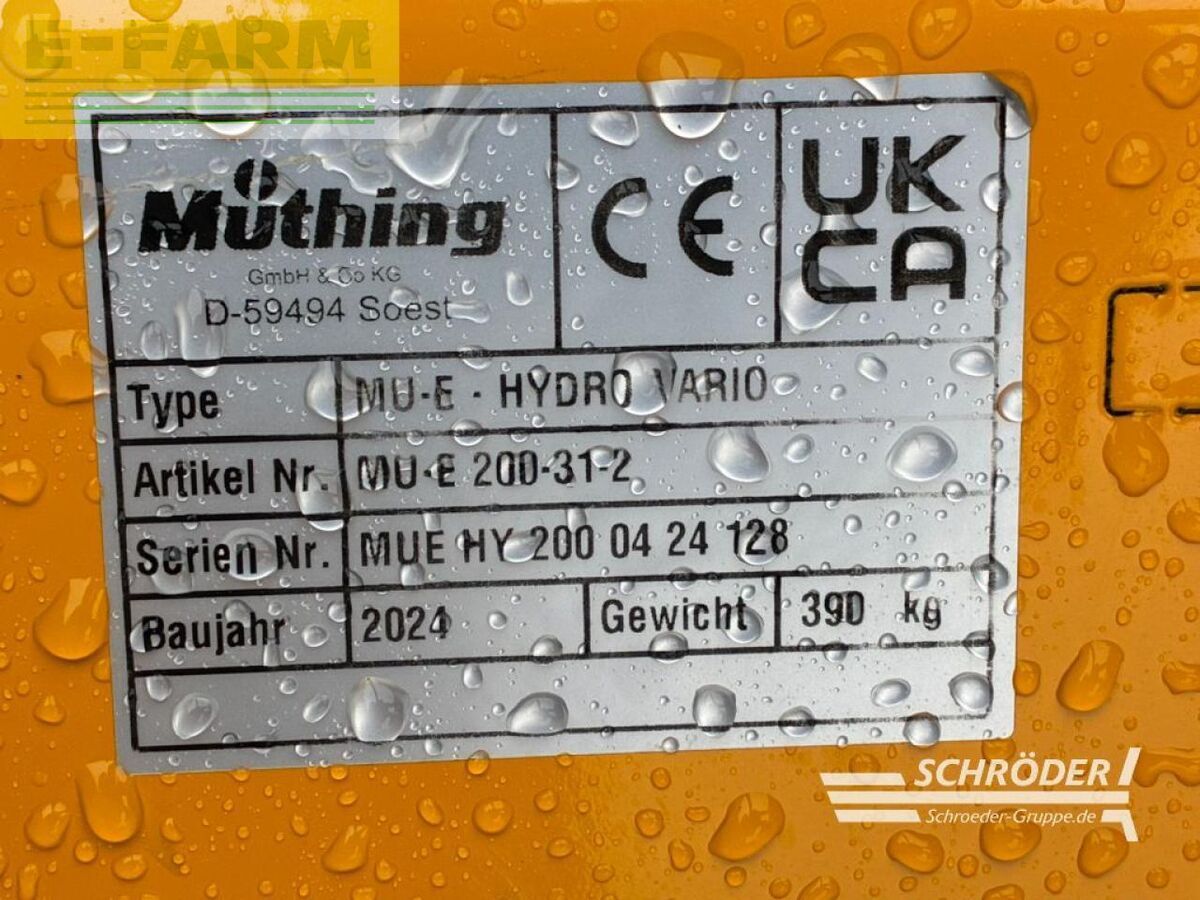 E-FARM
Müthing
GmbH & Co KG
D-59494 Soest
CE
UK
CA
Type MU-E - HYDRO VARIO
Artikel Nr. MU-E 200-31-2
Serien Nr. MUE HY 200 04 24 128
Baujahr 2024 Gewicht 390 kg
SCHRÖDER
Schroeder-Gruppe.de